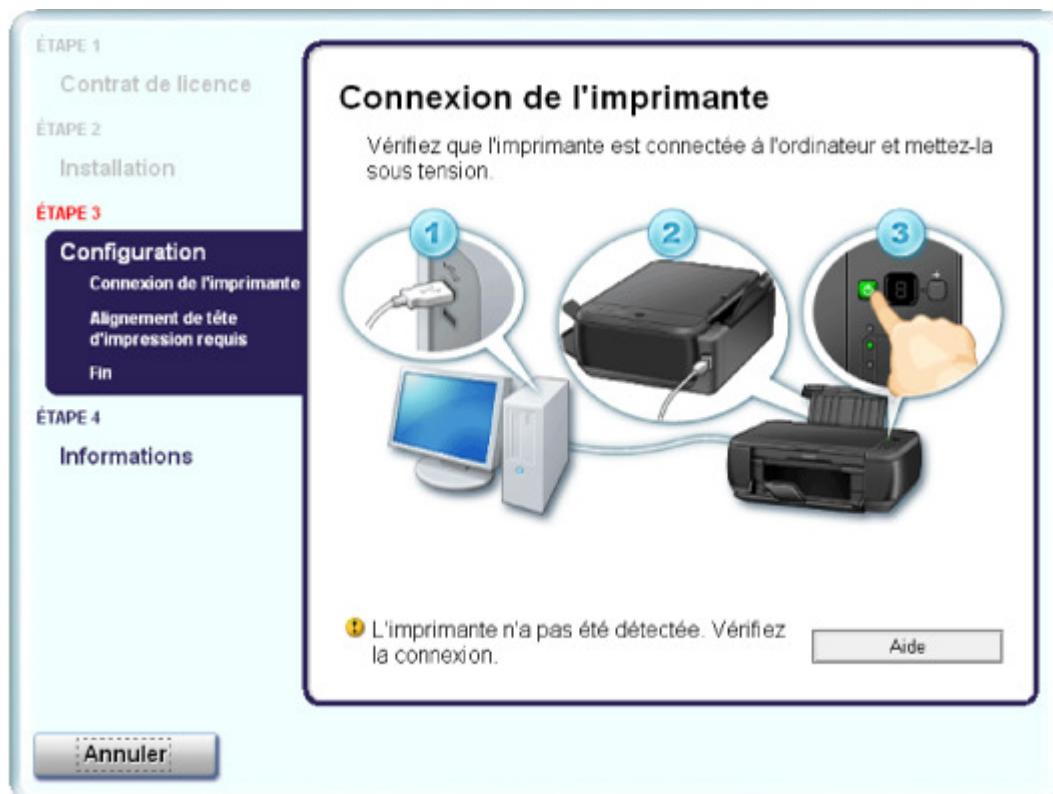 ÉTAPE 1
Contrat de licence
ÉTAPE 2
Installation
ÉTAPE 3
Configuration
Connexion de l'imprimante
Alignement de tête
d'impression requis
Fin
ÉTAPE 4
Informations
Connexion de l'imprimante
Vérifiez que l'imprimante est connectée à l'ordinateur et mettez-la
sous tension.
1
2
3
8
+
L'imprimante n'a pas été détectée. Vérifiez
la connexion.
Aide
Annuler